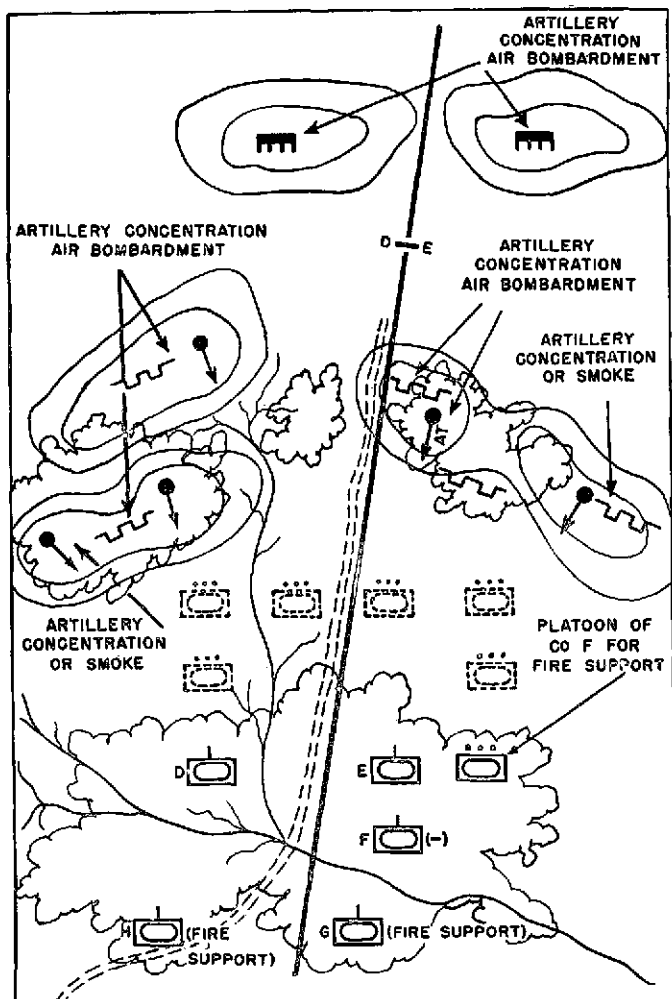 ARTILLERY
CONCENTRATION
AIR BOMBARDMENT
ARTILLERY CONCENTRATION
AIR BOMBARDMENT
D
E
ARTILLERY
CONCENTRATION
AIR BOMBARDMENT
ARTILLERY
CONCENTRATION
OR SMOKE
AT
ARTILLERY
CONCENTRATION
OR SMOKE
PLATOON OF
CO F FOR
FIRE SUPPORT
D
E
F
(-)
H
(FIRE
SUPPORT)
G
(FIRE SUPPORT)